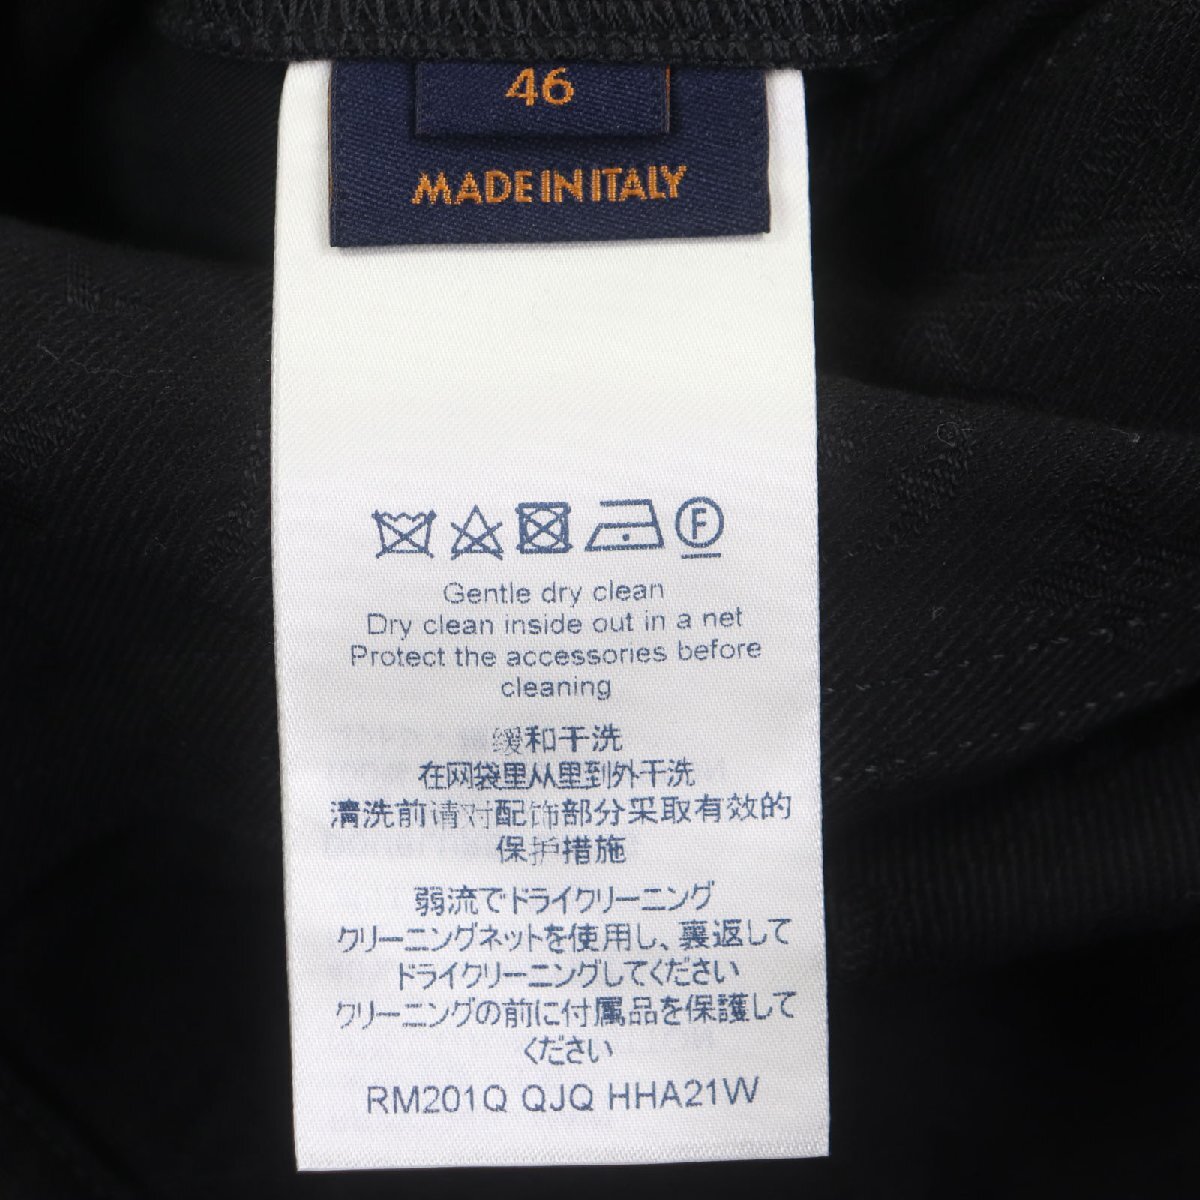 46
MADE IN ITALY
F
Gentle dry clean
Dry clean inside out in a net
Protect the accessories before
cleaning
缓和干洗
在网袋里从里到外干洗
清洗前请对配饰部分采取有效的
保护措施
弱流でドライクリーニング
クリーニングネットを使用し、裏返して
ドライクリーニングしてください
クリーニングの前に付属品を保護して
ください
RM201Q QJQ HHA21W